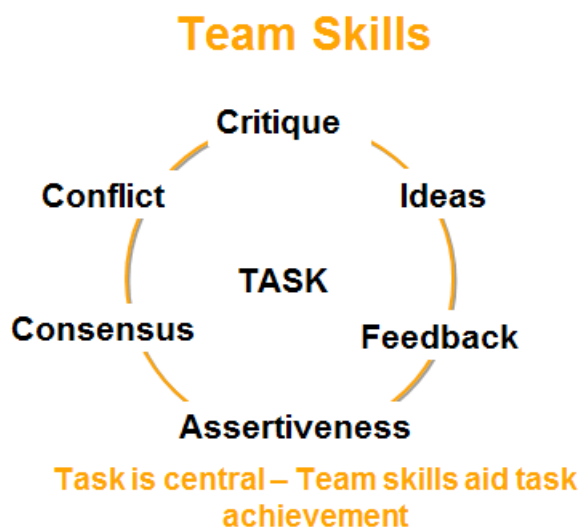 Team Skills
Critique
Conflict
Ideas
TASK
Consensus
Feedback
Assertiveness
Task is central – Team skills aid task
achievement